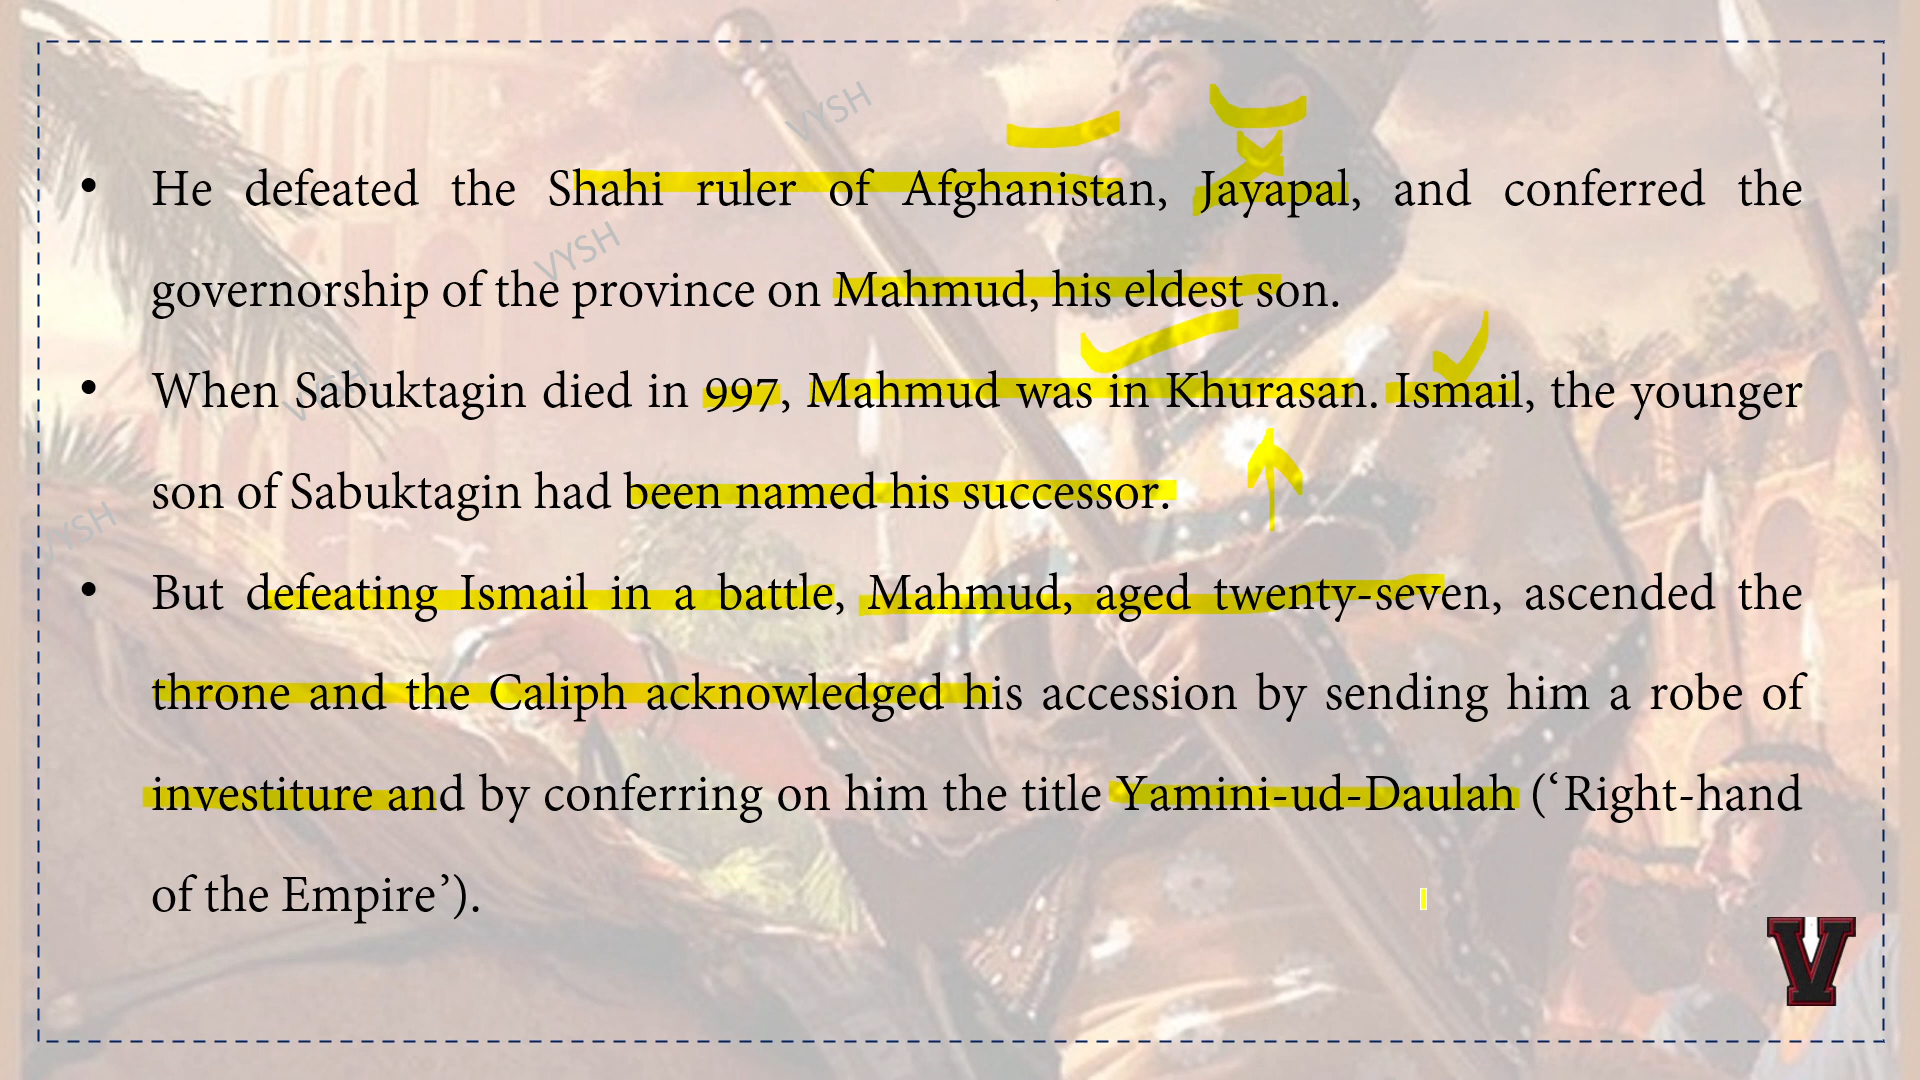 VYSH
• He defeated the Shahi ruler of Afghanistan, Jayapal, and conferred the
VYSH
governorship of the province on Mahmud, his eldest son.
• When Sabuktagin died in 997, Mahmud was in Khurasan. Ismail, the younger
VYSH
son of Sabuktagin had been named his successor.
VYSH
• But defeating Ismail in a battle, Mahmud, aged twenty-seven, ascended the
throne and the Caliph acknowledged his accession by sending him a robe of
investiture and by conferring on him the title Yamini-ud-Daulah (‘Right-hand
of the Empire’).
V